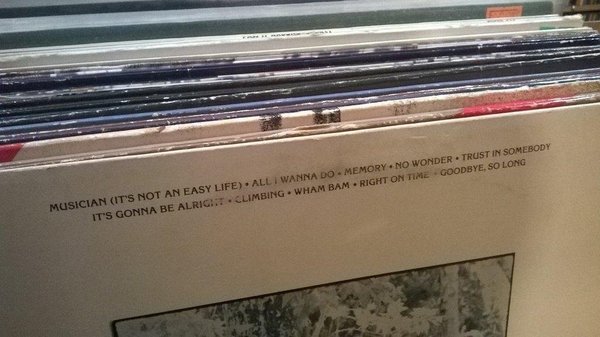 MUSICIAN (IT'S NOT AN EASY LIFE) • ALL I WANNA DO • MEMORY • NO WONDER • TRUST IN SOMEBODY
IT'S GONNA BE ALRIGHT • CLIMBING • WHAM BAM • RIGHT ON TIME • GOODBYE, SO LONG